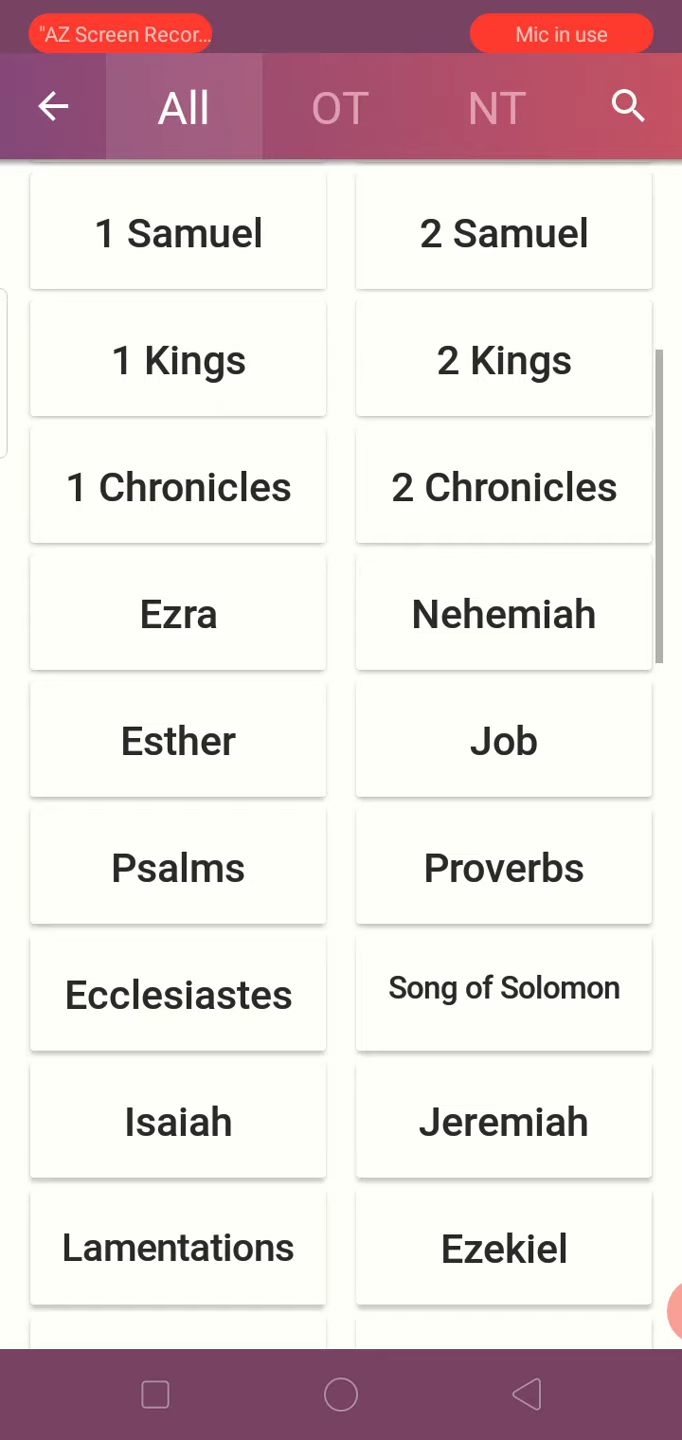 "AZ Screen Recor... Mic in use
All OT NT
1 Samuel 2 Samuel
1 Kings 2 Kings
1 Chronicles 2 Chronicles
Ezra Nehemiah
Esther Job
Psalms Proverbs
Ecclesiastes Song of Solomon
Isaiah Jeremiah
Lamentations Ezekiel